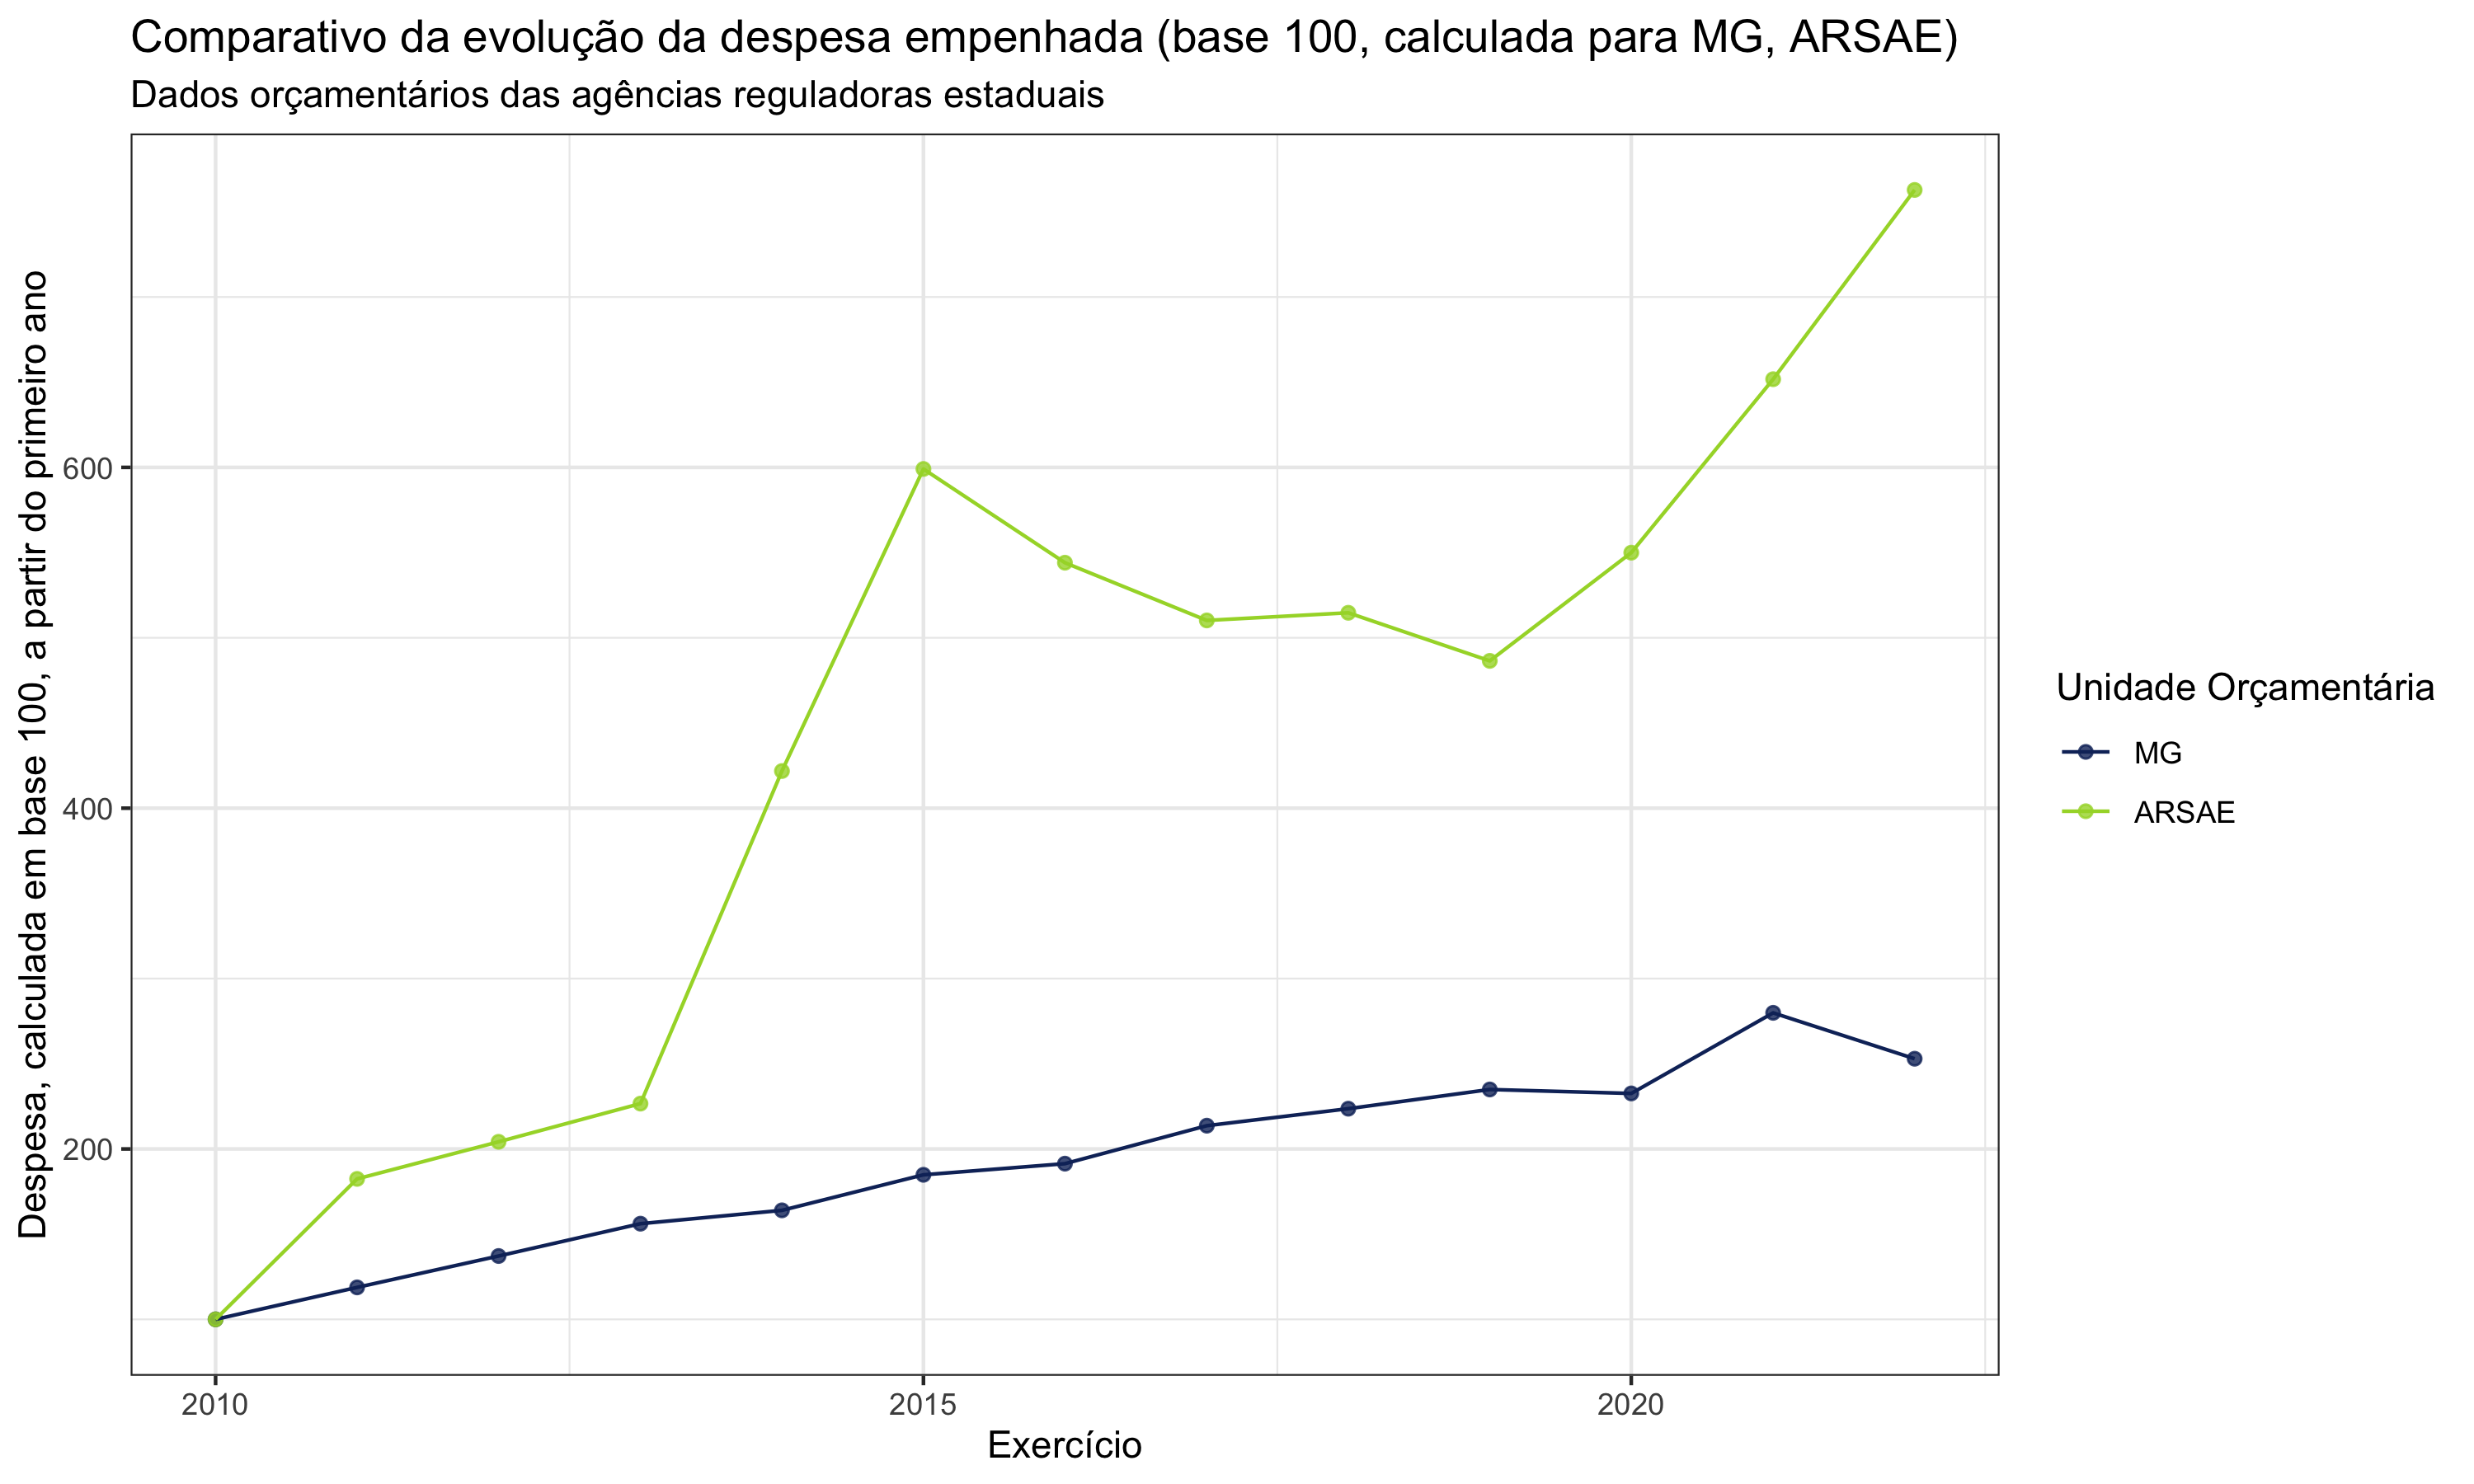 Comparativo da evolução da despesa empenhada (base 100, calculada para MG, ARSAE)
Dados orçamentários das agências reguladoras estaduais
Despesa, calculada em base 100, a partir do primeiro ano
600
400
200
2010
2015
2020
Exercício
Unidade Orçamentária
MG
ARSAE